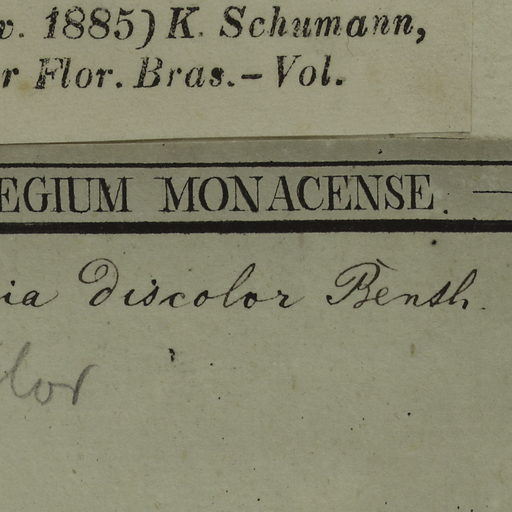 v. 1885) K. Schumann,
r Flor. Bras.-Vol.
EGIUM MONACENSE.
ia discolor Benth.
lor